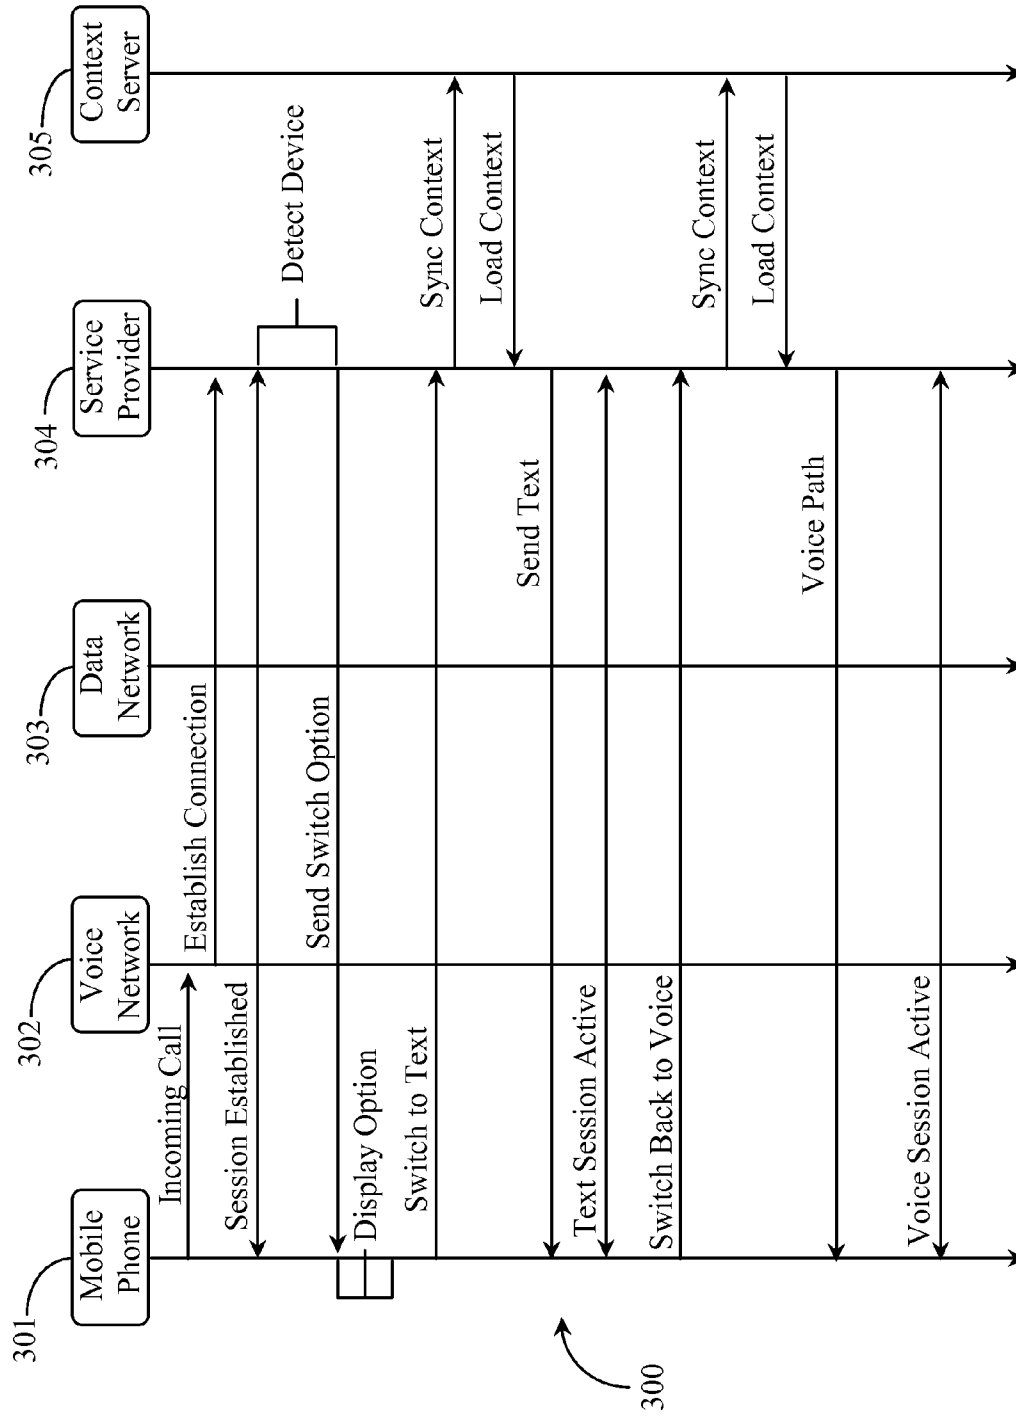 301
Mobile
Phone
302
Voice
Network
303
Data
Network
304
Service
Provider
305
Context
Server
Incoming Call
Establish Connection
Session Established
Detect Device
Send Switch Option
Display Option
Switch to Text
Sync Context
Load Context
Send Text
Text Session Active
Switch Back to Voice
Sync Context
Load Context
Voice Path
Voice Session Active
300